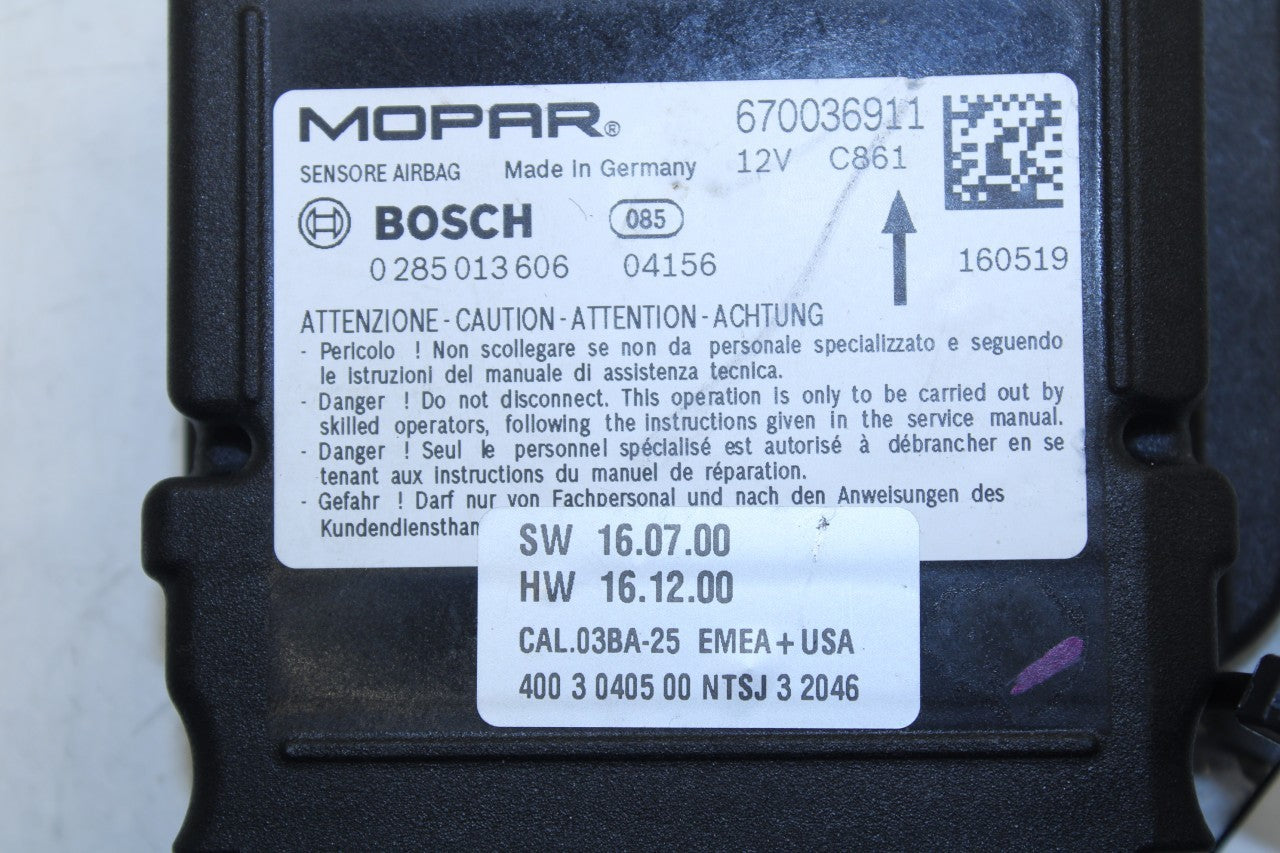 MOPAR® 670036911
SENSORE AIRBAG Made in Germany 12V C861
BOSCH 085
0 285 013 606 04156 160519
ATTENZIONE - CAUTION - ATTENTION - ACHTUNG
- Pericolo ! Non scollegare se non da personale specializzato e seguendo
le istruzioni del manuale di assistenza tecnica.
- Danger ! Do not disconnect. This operation is only to be carried out by
skilled operators, following the instructions given in the service manual.
- Danger ! Seul le personnel spécialisé est autorisé à débrancher en se
tenant aux instructions du manuel de réparation.
- Gefahr ! Darf nur von Fachpersonal und nach den Anweisungen des
SW 16.07.00
HW 16.12.00
CAL.03BA-25 EMEA + USA
400 3 0405 00 NTSJ 3 2046